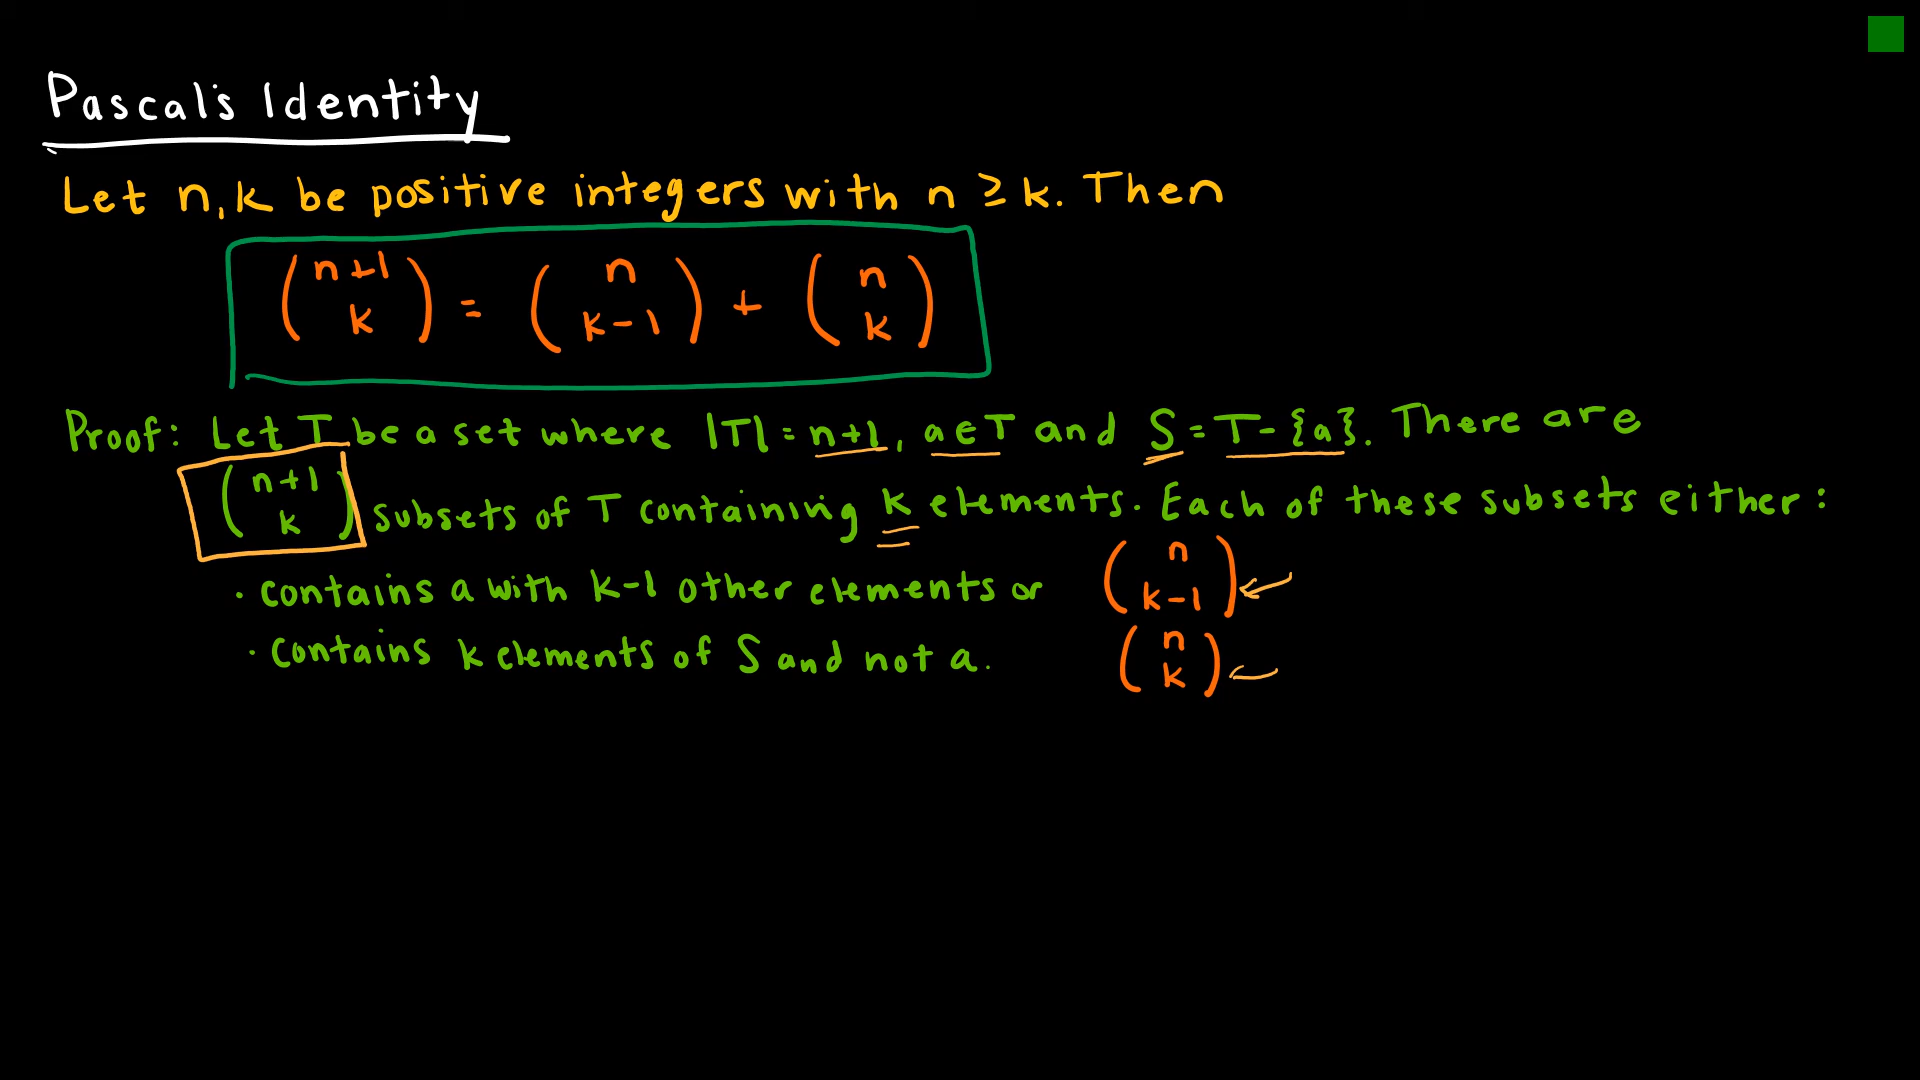 Pascal's Identity
Let n, k be positive integers with n ≥ k. Then
(n+1 k) = (n k-1) + (n k)
Proof: Let T be a set where |T| = n+1, a ∈ T and S = T - {a}. There are
(n+1 k) subsets of T containing k elements. Each of these subsets either:
· contains a with k-1 other elements or (n k-1)
· contains k elements of S and not a. (n k)